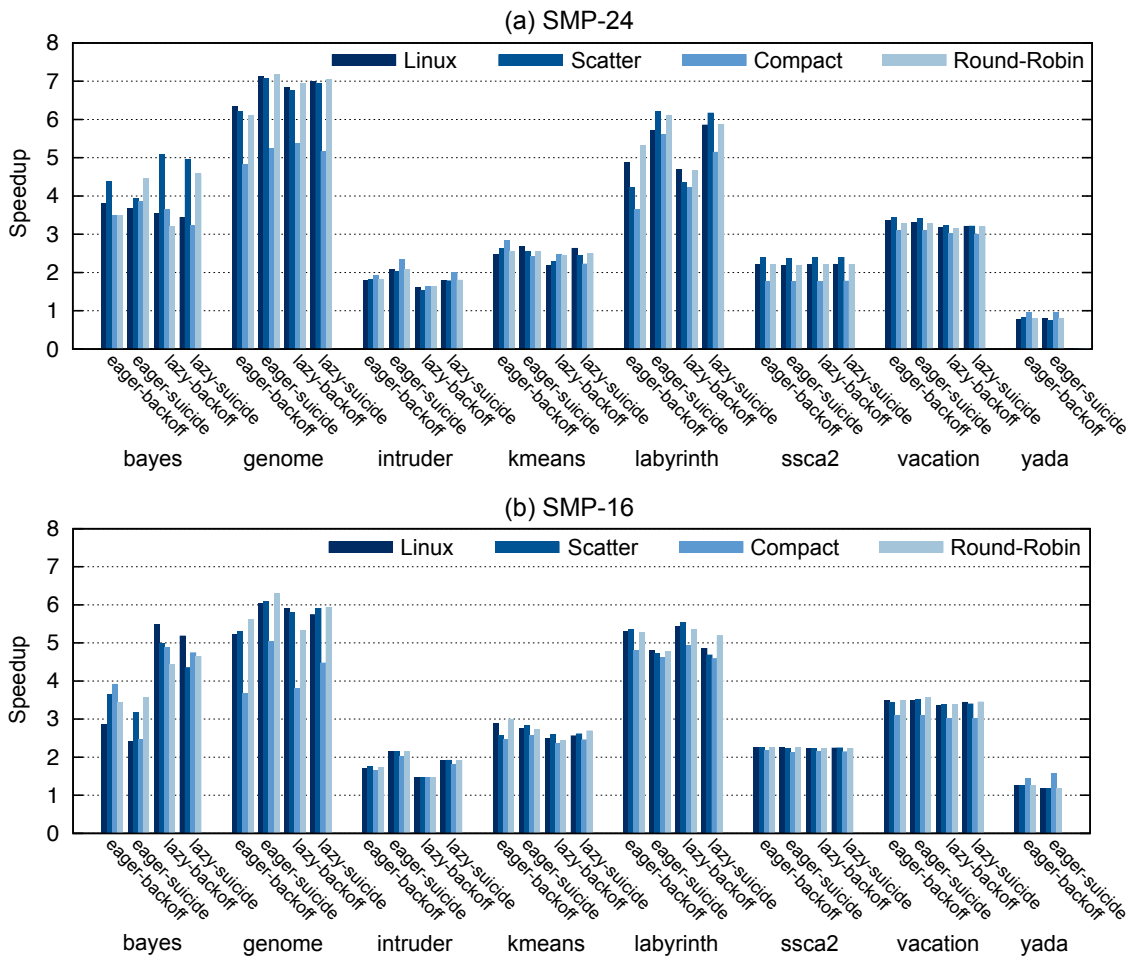 (a) SMP-24
Linux Scatter Compact Round-Robin
Speedup
8
7
6
5
4
3
2
1
0
eager-backoff eager-suicide lazy-backoff lazy-suicide eager-backoff eager-suicide lazy-backoff lazy-suicide eager-backoff eager-suicide lazy-backoff lazy-suicide eager-backoff eager-suicide lazy-backoff lazy-suicide eager-backoff eager-suicide lazy-backoff lazy-suicide eager-backoff eager-suicide lazy-backoff lazy-suicide eager-backoff eager-suicide lazy-backoff lazy-suicide eager-backoff eager-suicide
bayes genome intruder kmeans labyrinth ssca2 vacation yada
(b) SMP-16
Linux Scatter Compact Round-Robin
Speedup
8
7
6
5
4
3
2
1
0
eager-backoff eager-suicide lazy-backoff lazy-suicide eager-backoff eager-suicide lazy-backoff lazy-suicide eager-backoff eager-suicide lazy-backoff lazy-suicide eager-backoff eager-suicide lazy-backoff lazy-suicide eager-backoff eager-suicide lazy-backoff lazy-suicide eager-backoff eager-suicide lazy-backoff lazy-suicide eager-backoff eager-suicide lazy-backoff lazy-suicide eager-backoff eager-suicide
bayes genome intruder kmeans labyrinth ssca2 vacation yada